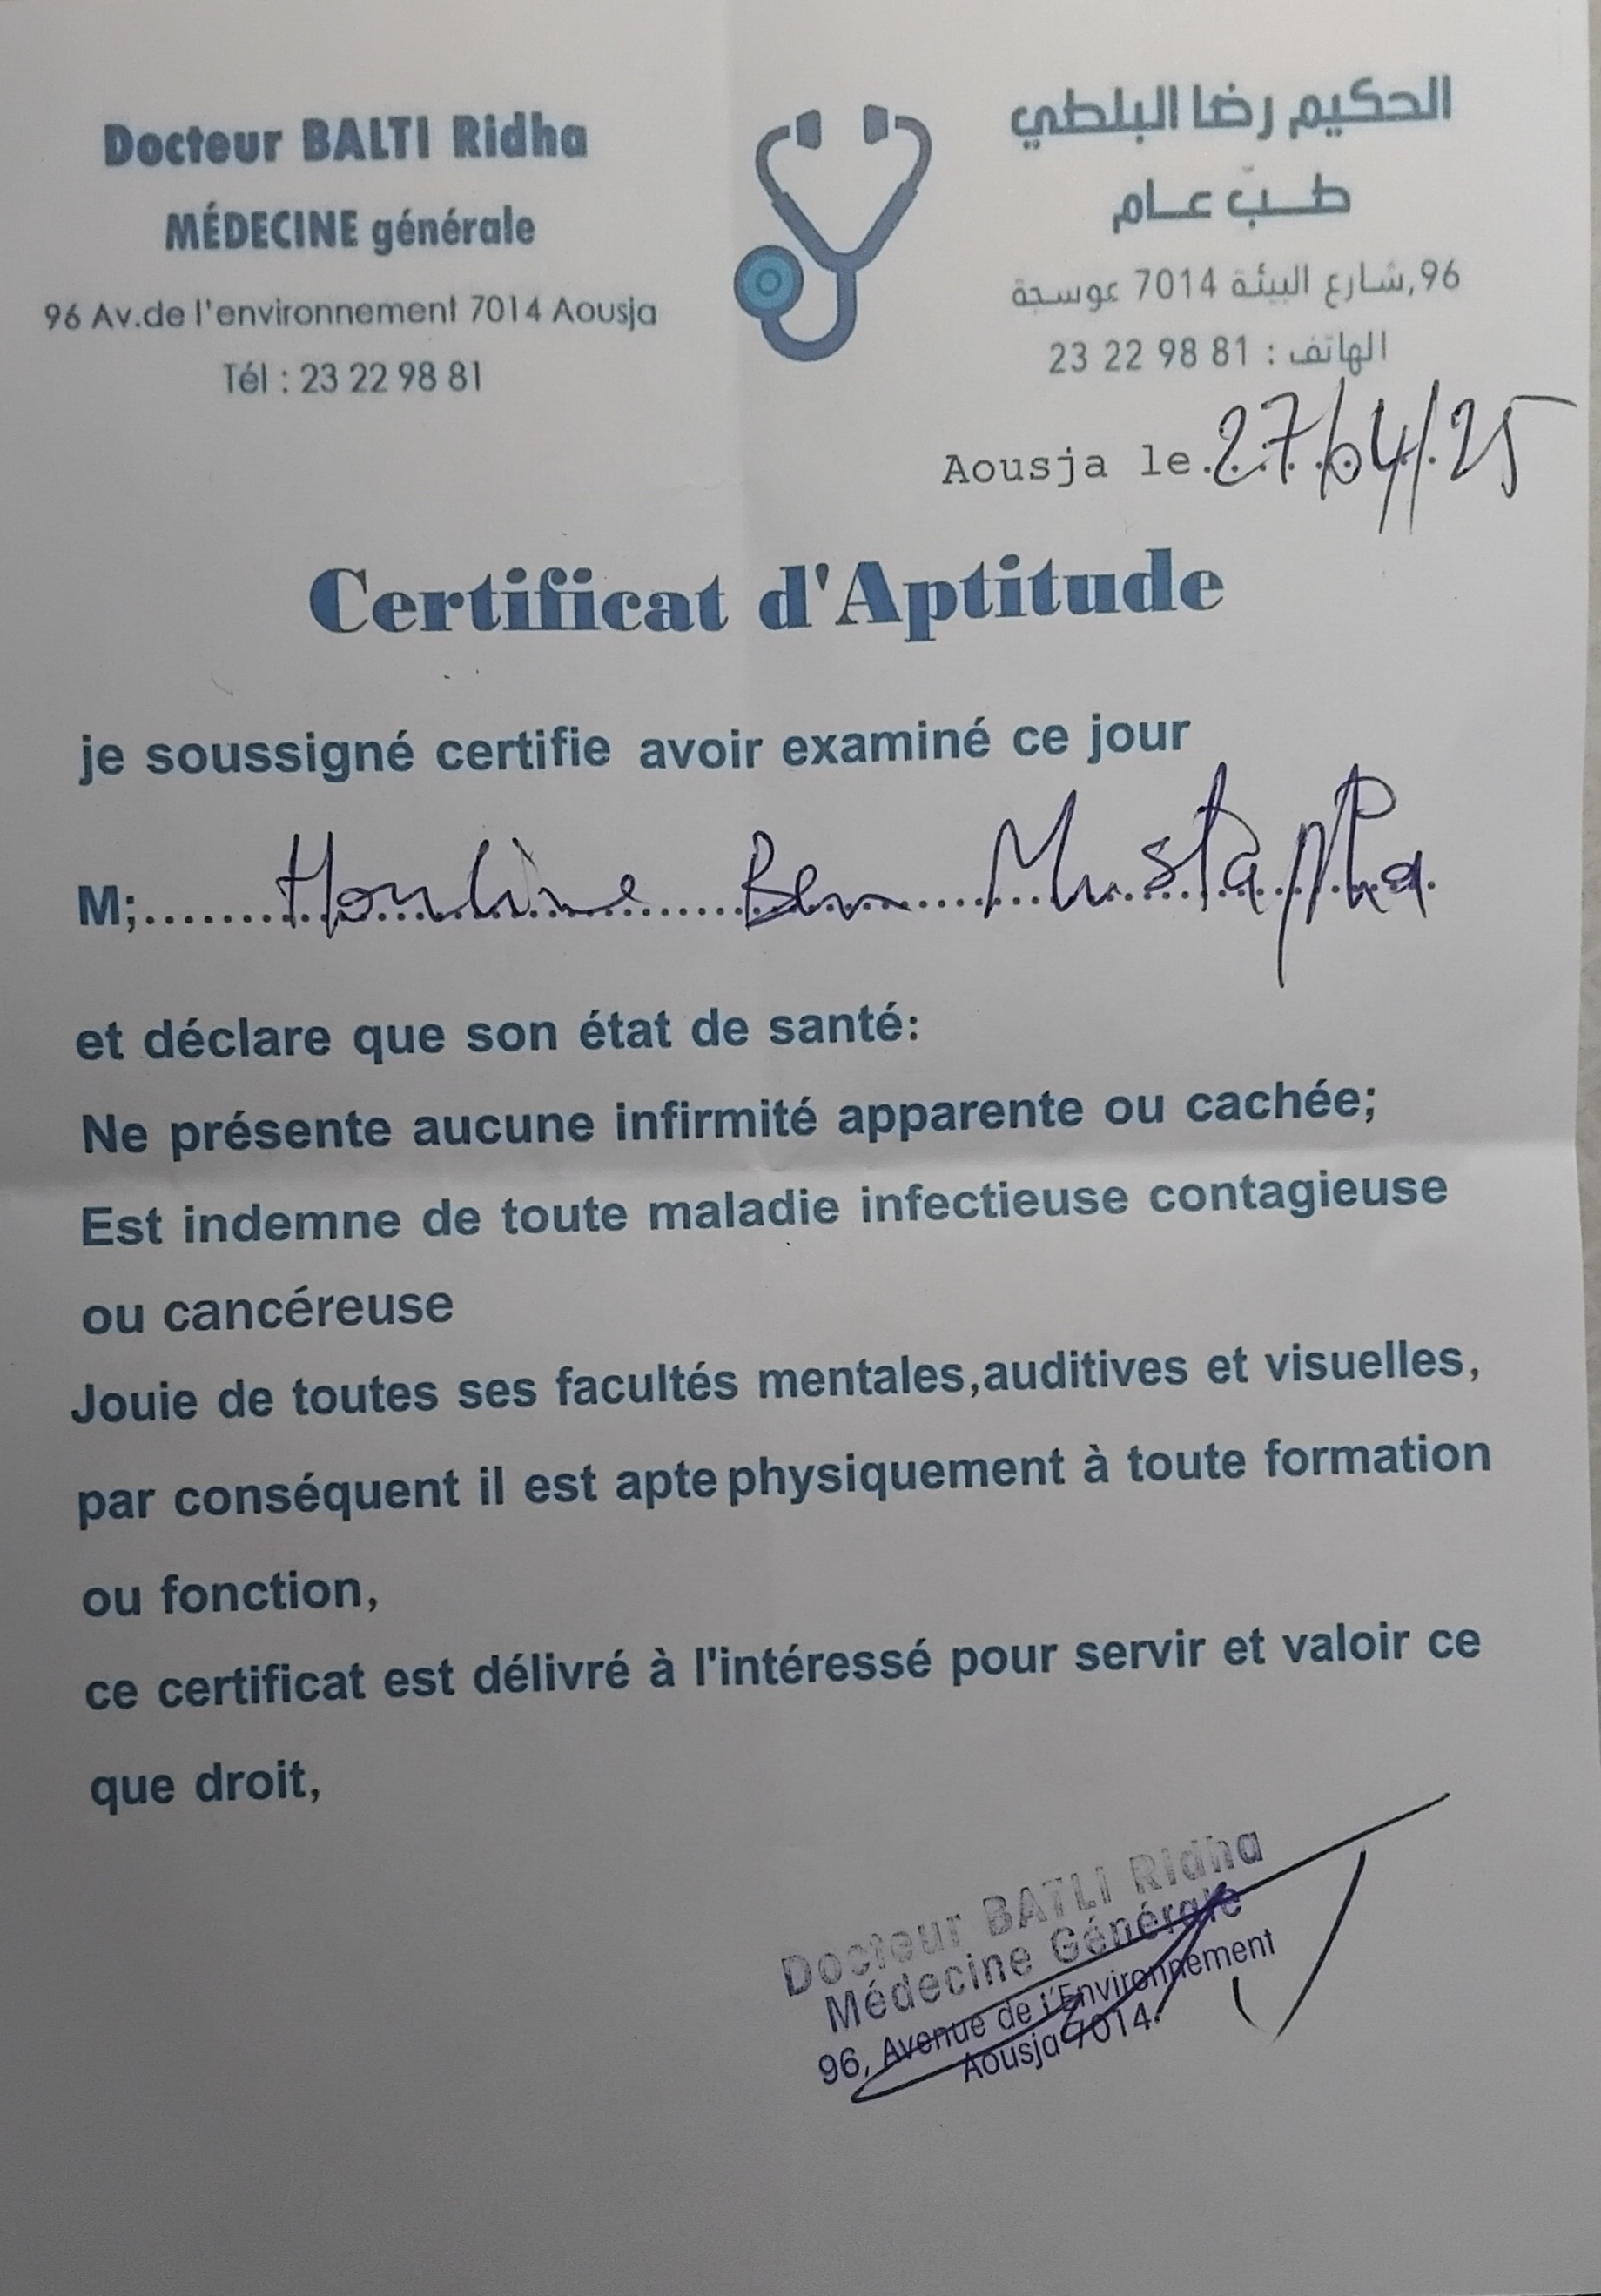 Docteur BALTI Ridha
MÉDECINE générale
96 Av.de l'environnement 7014 Aousja
Tél : 23 22 98 81
الحكيم رضا البلطي
طب عام
96,شارع البيئة 7014 عوسجة
الهاتف : 81 98 22 23
Aousja le 27/04/25
Certificat d'Aptitude
je soussigné certifie avoir examiné ce jour
M;....... Ben Mustapha
et déclare que son état de santé:
Ne présente aucune infirmité apparente ou cachée;
Est indemne de toute maladie infectieuse contagieuse
ou cancéreuse
Jouie de toutes ses facultés mentales,auditives et visuelles,
par conséquent il est apte physiquement à toute formation
ou fonction,
ce certificat est délivré à l'intéressé pour servir et valoir ce
que droit,
Docteur BATLI Ridha
Médecine Générale
96, Avenue de l'Environnement
Aousja 7014.